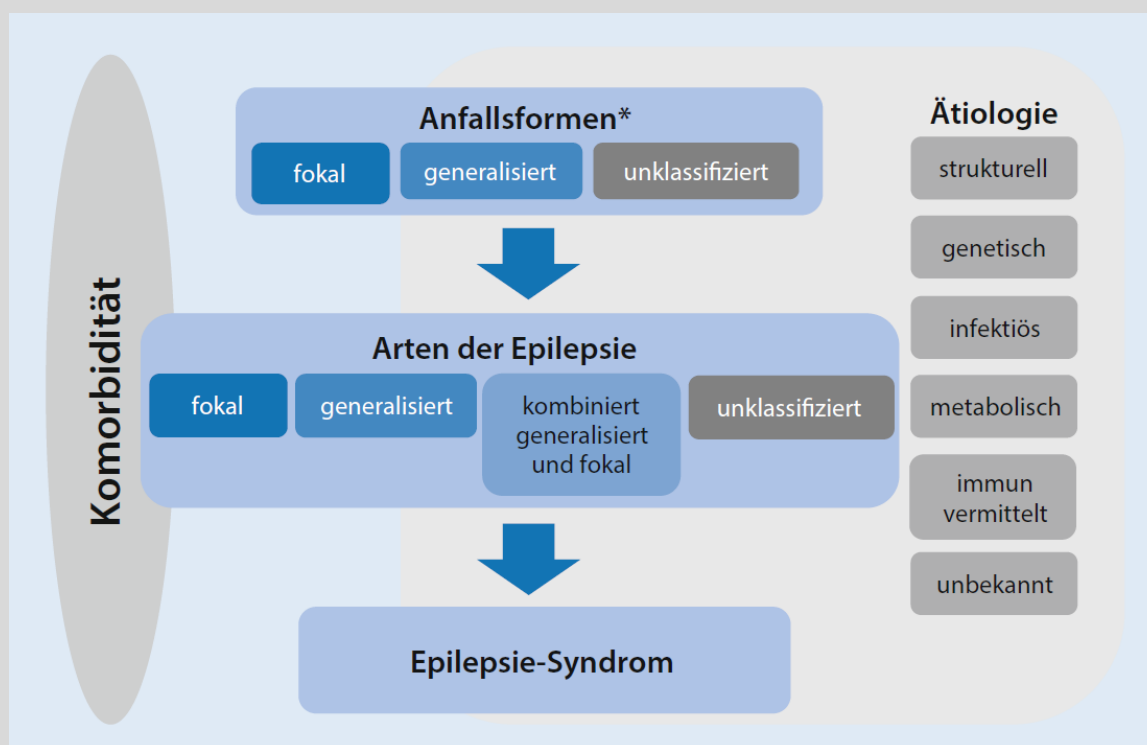 Komorbidität
Anfallsformen*
fokal
generalisiert
unklassifiziert
Arten der Epilepsie
fokal
generalisiert
kombiniert
generalisiert
und fokal
unklassifiziert
Epilepsie-Syndrom
Ätiologie
strukturell
genetisch
infektiös
metabolisch
immun
vermittelt
unbekannt